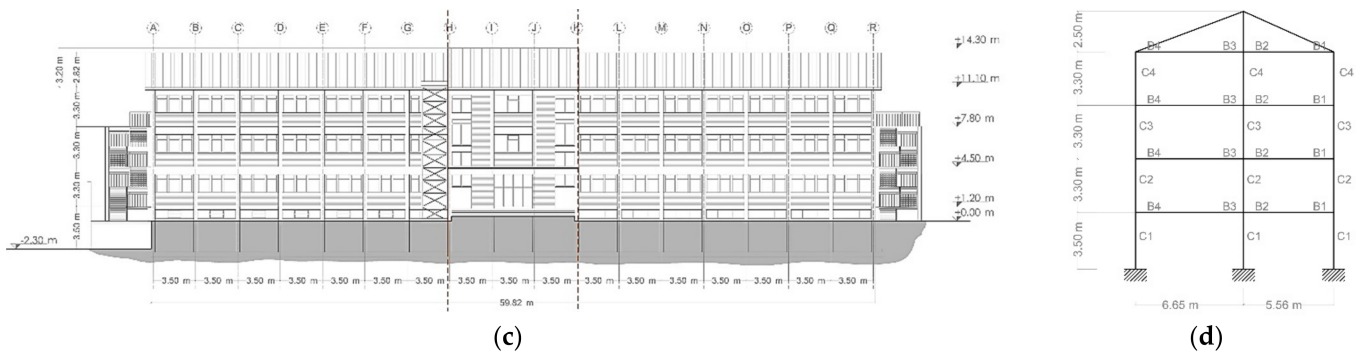 A B C D E F G H I J K L M N O P Q R
+14.30 m
+11.10 m
+7.80 m
+4.50 m
+1.20 m
±0.00 m
-2.30 m
3.20 m
2.82 m
3.30 m
3.30 m
3.30 m
3.50 m
3.50 m 3.50 m 3.50 m 3.50 m 3.50 m 3.50 m 3.50 m 3.50 m 3.50 m 3.50 m 3.50 m 3.50 m 3.50 m 3.50 m 3.50 m 3.50 m 3.50 m
59.82 m
(c)
2.50 m
B4 B3 B2 B1
3.30 m
C4 C4 C4
B4 B3 B2 B1
3.30 m
C3 C3 C3
B4 B3 B2 B1
3.30 m
C2 C2 C2
B4 B3 B2 B1
3.50 m
C1 C1 C1
6.65 m 5.56 m
(d)